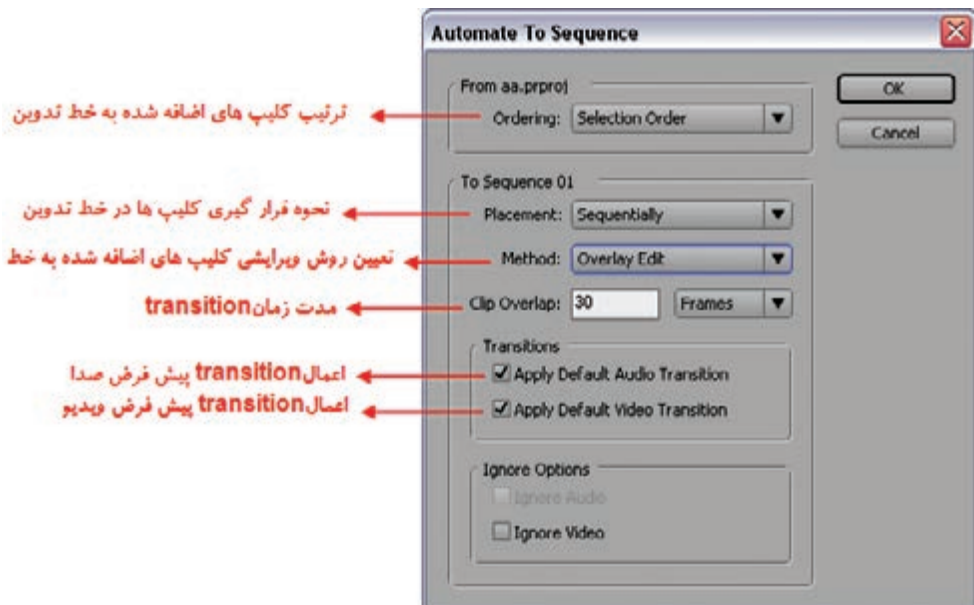 Automate To Sequence
From aa.prproj
OK
ترتیب کلیپ های اضافه شده به خط تدوین
Ordering: Selection Order
Cancel
To Sequence 01
نحوه قرار گیری کلیپ ها در خط تدوین
Placement: Sequentially
تعیین روش ویرایشی کلیپ های اضافه شده به خط
Method: Overlay Edit
مدت زمان transition
Clip Overlap: 30 Frames
Transitions
اعمال transition پیش فرض صدا
Apply Default Audio Transition
اعمال transition پیش فرض ویدیو
Apply Default Video Transition
Ignore Options
Ignore Audio
Ignore Video